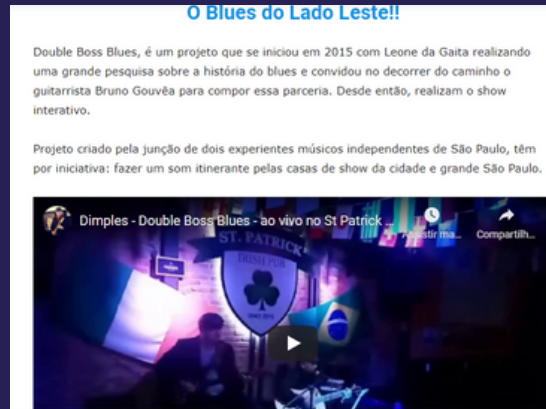 O Blues do Lado Leste!!
Double Boss Blues, é um projeto que se iniciou em 2015 com Leone da Gaita realizando
uma grande pesquisa sobre a história do blues e convidou no decorrer do caminho o
guitarrista Bruno Gouvêa para compor essa parceria. Desde então, realizam o show
interativo.
Projeto criado pela junção de dois experientes músicos independentes de São Paulo, têm
por iniciativa: fazer um som itinerante pelas casas de show da cidade e grande São Paulo.
Dimples - Double Boss Blues - ao vivo no St Patrick ...
Assistir ma... Compartilh...
ST. PATRICK
IRISH PUB